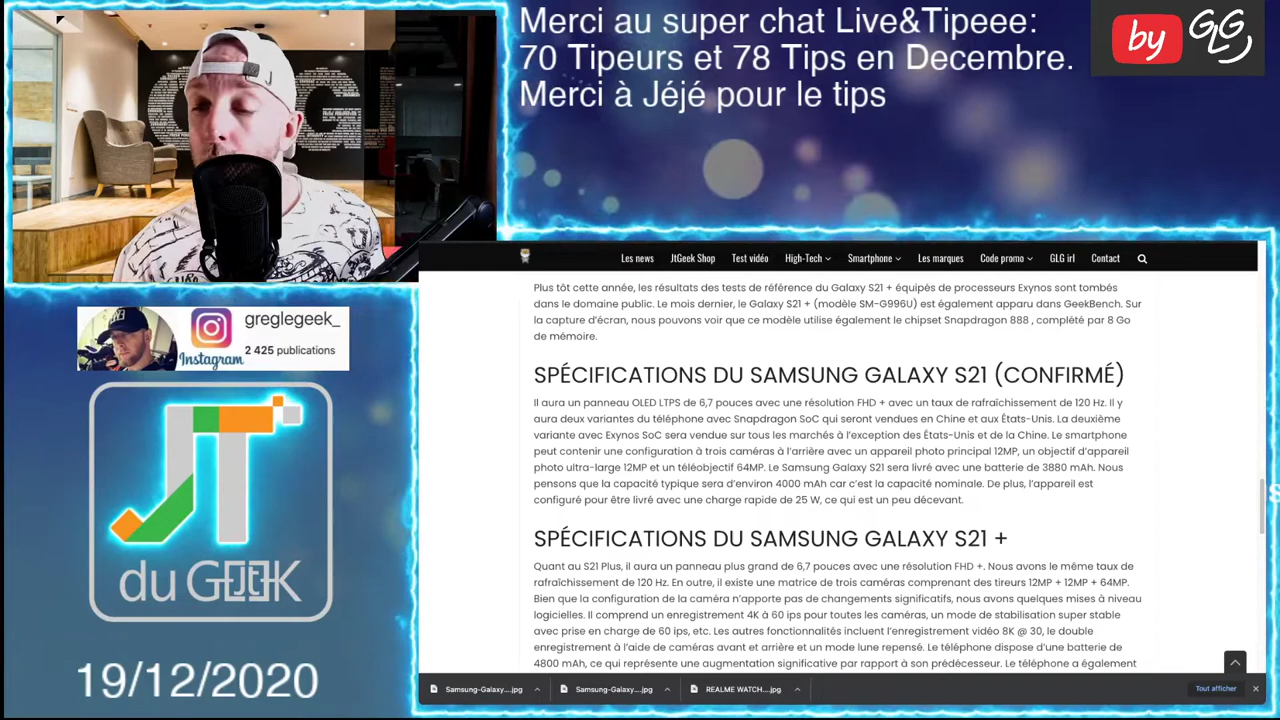 Merci au super chat Live&Tipeee:
70 Tipeurs et 78 Tips en Decembre.
Merci à Jéjé pour le tips
by GLG
greglegeek_
2 425 publications
Instagram
JT
du GEEK
19/12/2020
Les news JtGeek Shop Test vidéo High-Tech Smartphone Les marques Code promo GLG irl Contact
Plus tôt cette année, les résultats des tests de référence du Galaxy S21 + équipés de processeurs Exynos sont tombés
dans le domaine public. Le mois dernier, le Galaxy S21 + (modèle SM-G996U) est également apparu dans GeekBench. Sur
la capture d'écran, nous pouvons voir que ce modèle utilise également le chipset Snapdragon 888 , complété par 8 Go
de mémoire.
SPÉCIFICATIONS DU SAMSUNG GALAXY S21 (CONFIRMÉ)
Il aura un panneau OLED LTPS de 6,7 pouces avec une résolution FHD + avec un taux de rafraîchissement de 120 Hz. Il y
aura deux variantes du téléphone avec Snapdragon SoC qui seront vendues en Chine et aux États-Unis. La deuxième
variante avec Exynos SoC sera vendue sur tous les marchés à l'exception des États-Unis et de la Chine. Le smartphone
peut contenir une configuration à trois caméras à l'arrière avec un appareil photo principal 12MP, un objectif d'appareil
photo ultra-large 12MP et un téléobjectif 64MP. Le Samsung Galaxy S21 sera livré avec une batterie de 3880 mAh. Nous
pensons que la capacité typique sera d'environ 4000 mAh car c'est la capacité nominale. De plus, l'appareil est
configuré pour être livré avec une charge rapide de 25 W, ce qui est un peu décevant.
SPÉCIFICATIONS DU SAMSUNG GALAXY S21 +
Quant au S21 Plus, il aura un panneau plus grand de 6,7 pouces avec une résolution FHD +. Nous avons le même taux de
rafraîchissement de 120 Hz. En outre, il existe une matrice de trois caméras comprenant des tireurs 12MP + 12MP + 64MP.
Bien que la configuration de la caméra n'apporte pas de changements significatifs, nous avons quelques mises à niveau
logicielles. Il comprend un enregistrement 4K à 60 ips pour toutes les caméras, un mode de stabilisation super stable
avec prise en charge de 60 ips, etc. Les autres fonctionnalités incluent l'enregistrement vidéo 8K @ 30, le double
enregistrement à l'aide de caméras avant et arrière et un mode lune repensé. Le téléphone dispose d'une batterie de
4800 mAh, ce qui représente une augmentation significative par rapport à son prédécesseur. Le téléphone a également
Samsung-Galaxy....jpg Samsung-Galaxy....jpg REALME WATCH....jpg Tout afficher